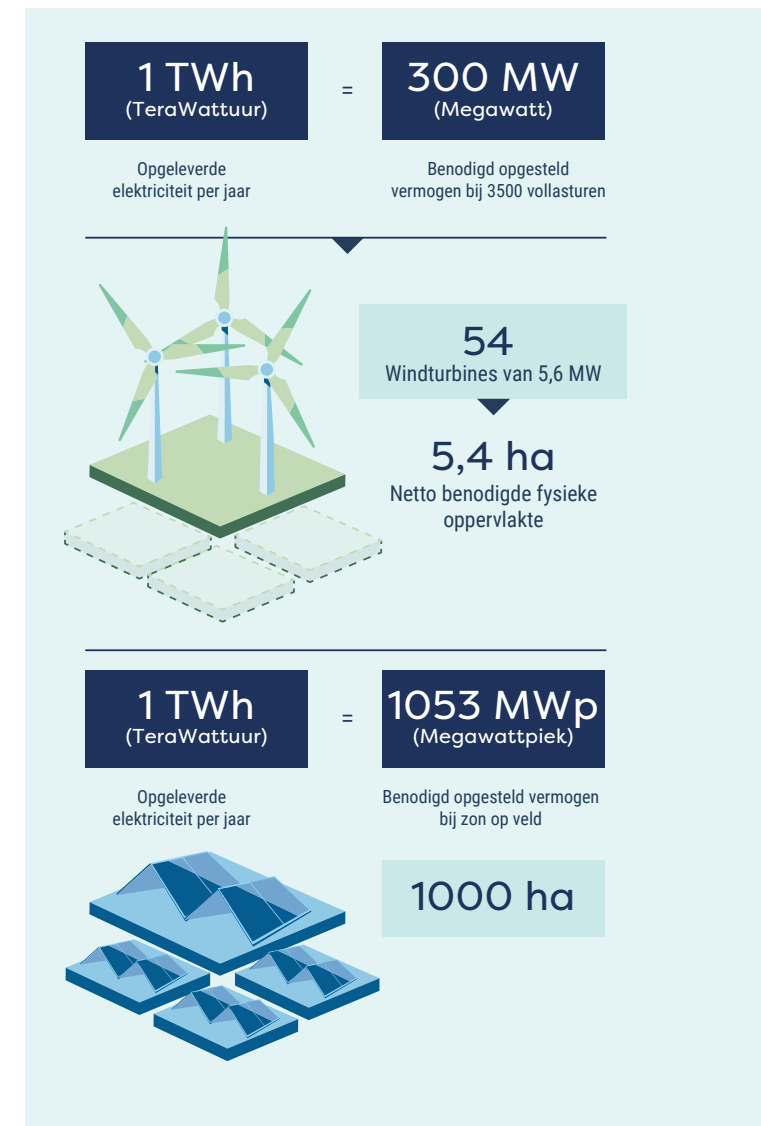 1 TWh
(TeraWattuur)
=
300 MW
(Megawatt)
Opgeleverde
elektriciteit per jaar
Benodigd opgesteld
vermogen bij 3500 vollasturen
54
Windturbines van 5,6 MW
5,4 ha
Netto benodigde fysieke
oppervlakte
1 TWh
(TeraWattuur)
=
1053 MWp
(Megawattpiek)
Opgeleverde
elektriciteit per jaar
Benodigd opgesteld vermogen
bij zon op veld
1000 ha